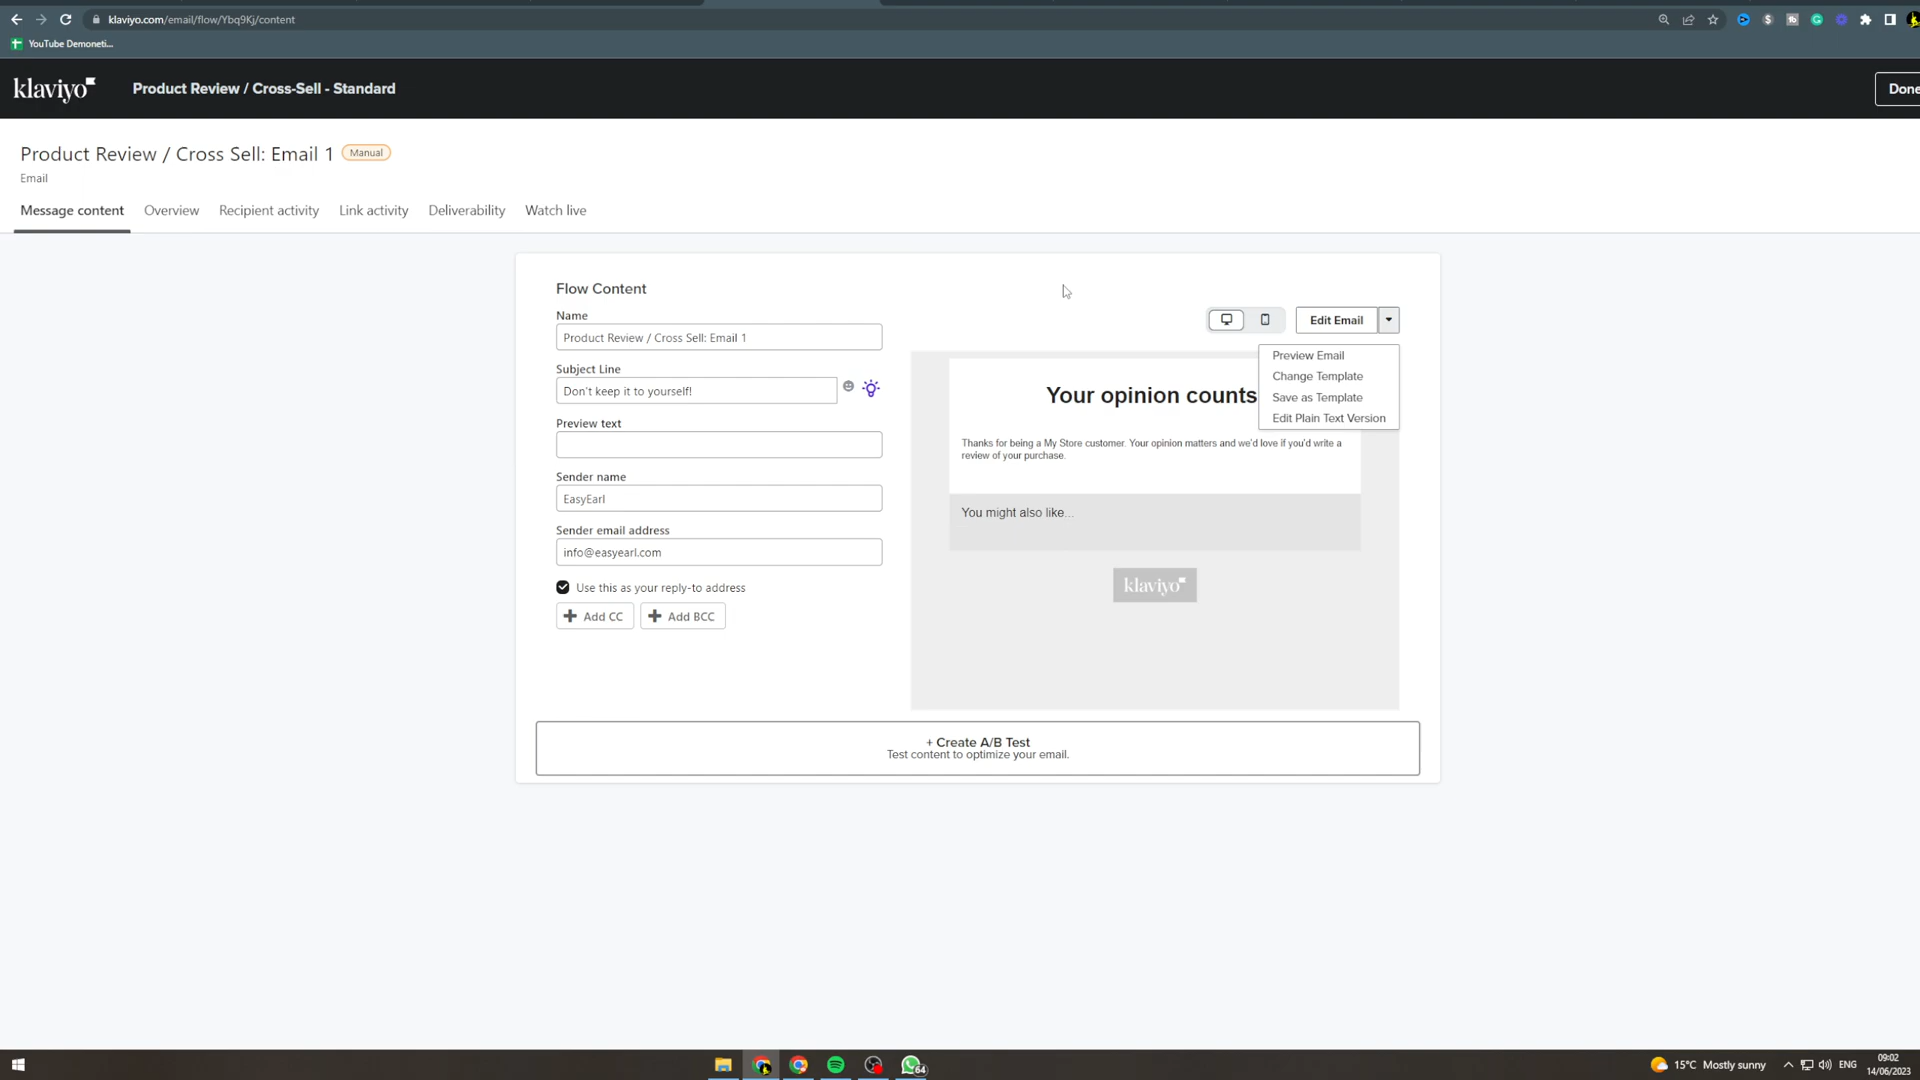 klaviyo.com/email/flow/Ybq9Kj/content
YouTube Demoneti...
klaviyo
Product Review / Cross-Sell - Standard
Done
Product Review / Cross Sell: Email 1
Manual
Email
Message content
Overview
Recipient activity
Link activity
Deliverability
Watch live
Flow Content
Name
Product Review / Cross Sell: Email 1
Subject Line
Don't keep it to yourself!
Preview text
Sender name
EasyEarl
Sender email address
info@easyearl.com
Use this as your reply-to address
Add CC
Add BCC
Edit Email
Preview Email
Change Template
Save as Template
Edit Plain Text Version
Your opinion counts
Thanks for being a My Store customer. Your opinion matters and we'd love if you'd write a
review of your purchase.
You might also like...
klaviyo
+ Create A/B Test
Test content to optimize your email.
64
15°C Mostly sunny
ENG
09:02
14/06/2023